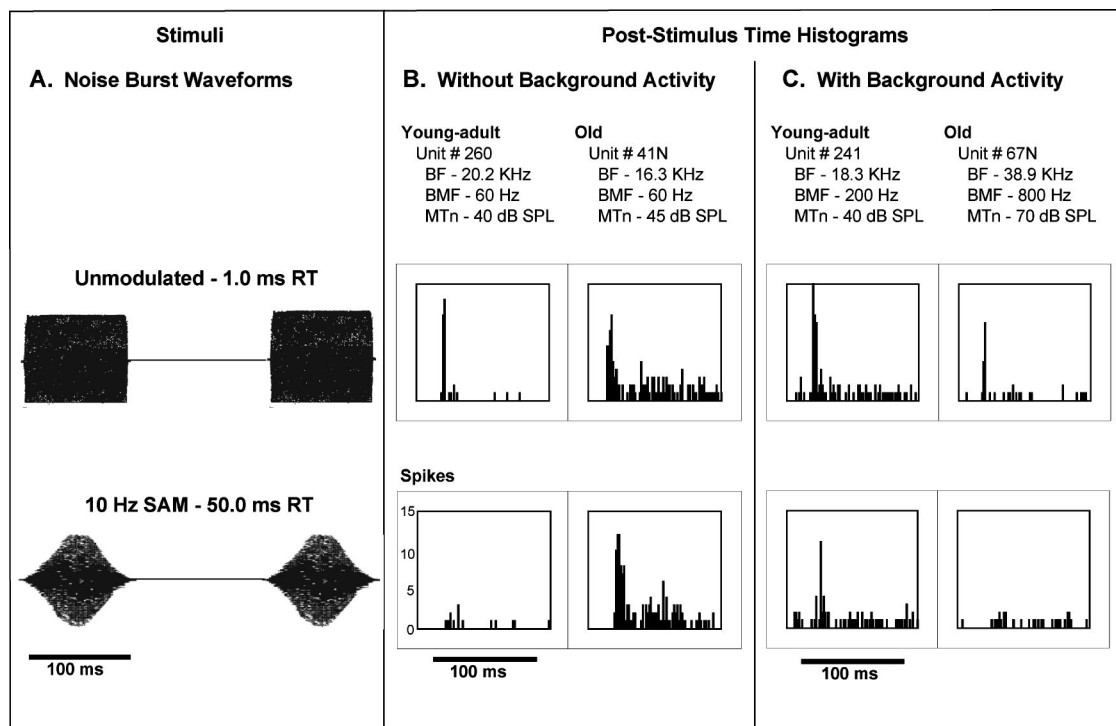 Stimuli
Post-Stimulus Time Histograms
A. Noise Burst Waveforms
B. Without Background Activity
C. With Background Activity
Young-adult
Unit # 260
BF - 20.2 KHz
BMF - 60 Hz
MTn - 40 dB SPL
Old
Unit # 41N
BF - 16.3 KHz
BMF - 60 Hz
MTn - 45 dB SPL
Young-adult
Unit # 241
BF - 18.3 KHz
BMF - 200 Hz
MTn - 40 dB SPL
Old
Unit # 67N
BF - 38.9 KHz
BMF - 800 Hz
MTn - 70 dB SPL
Unmodulated - 1.0 ms RT
10 Hz SAM - 50.0 ms RT
Spikes
15
10
5
0
100 ms
100 ms
100 ms